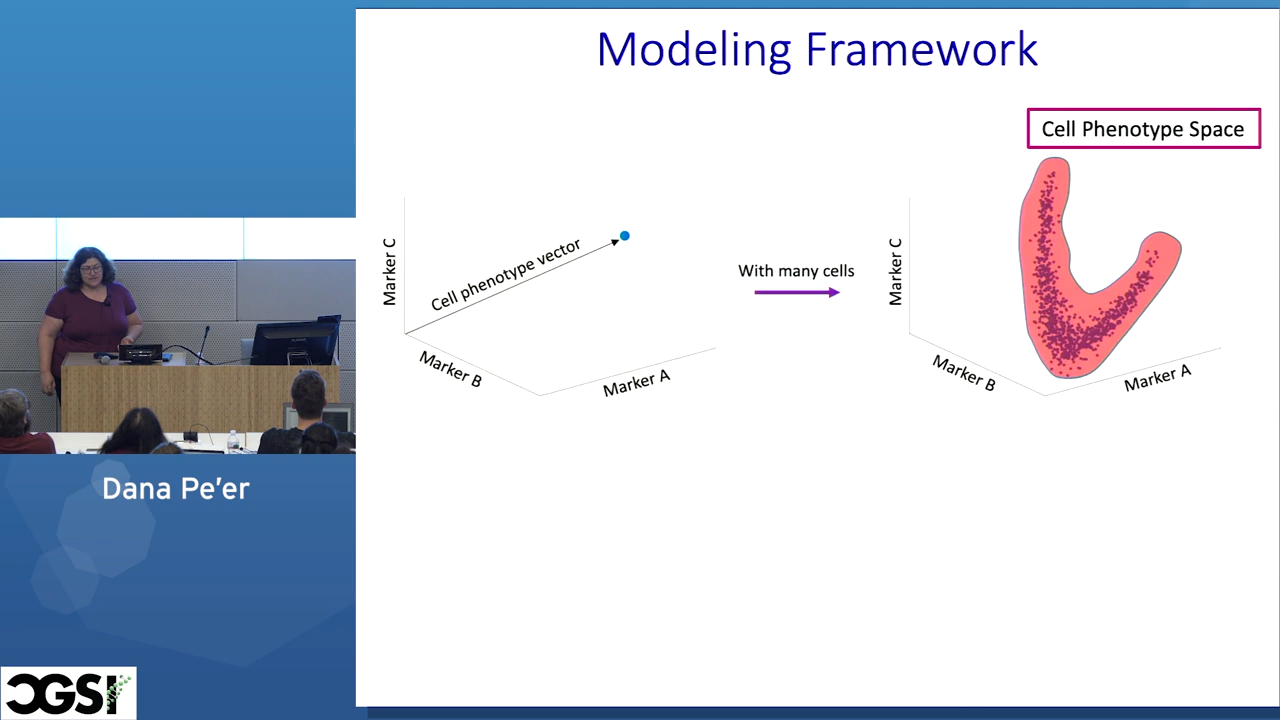 Modeling Framework
Cell Phenotype Space
Marker C
Cell phenotype vector
Marker B
Marker A
With many cells
Marker C
Marker B
Marker A
Dana Pe'er
CGSI